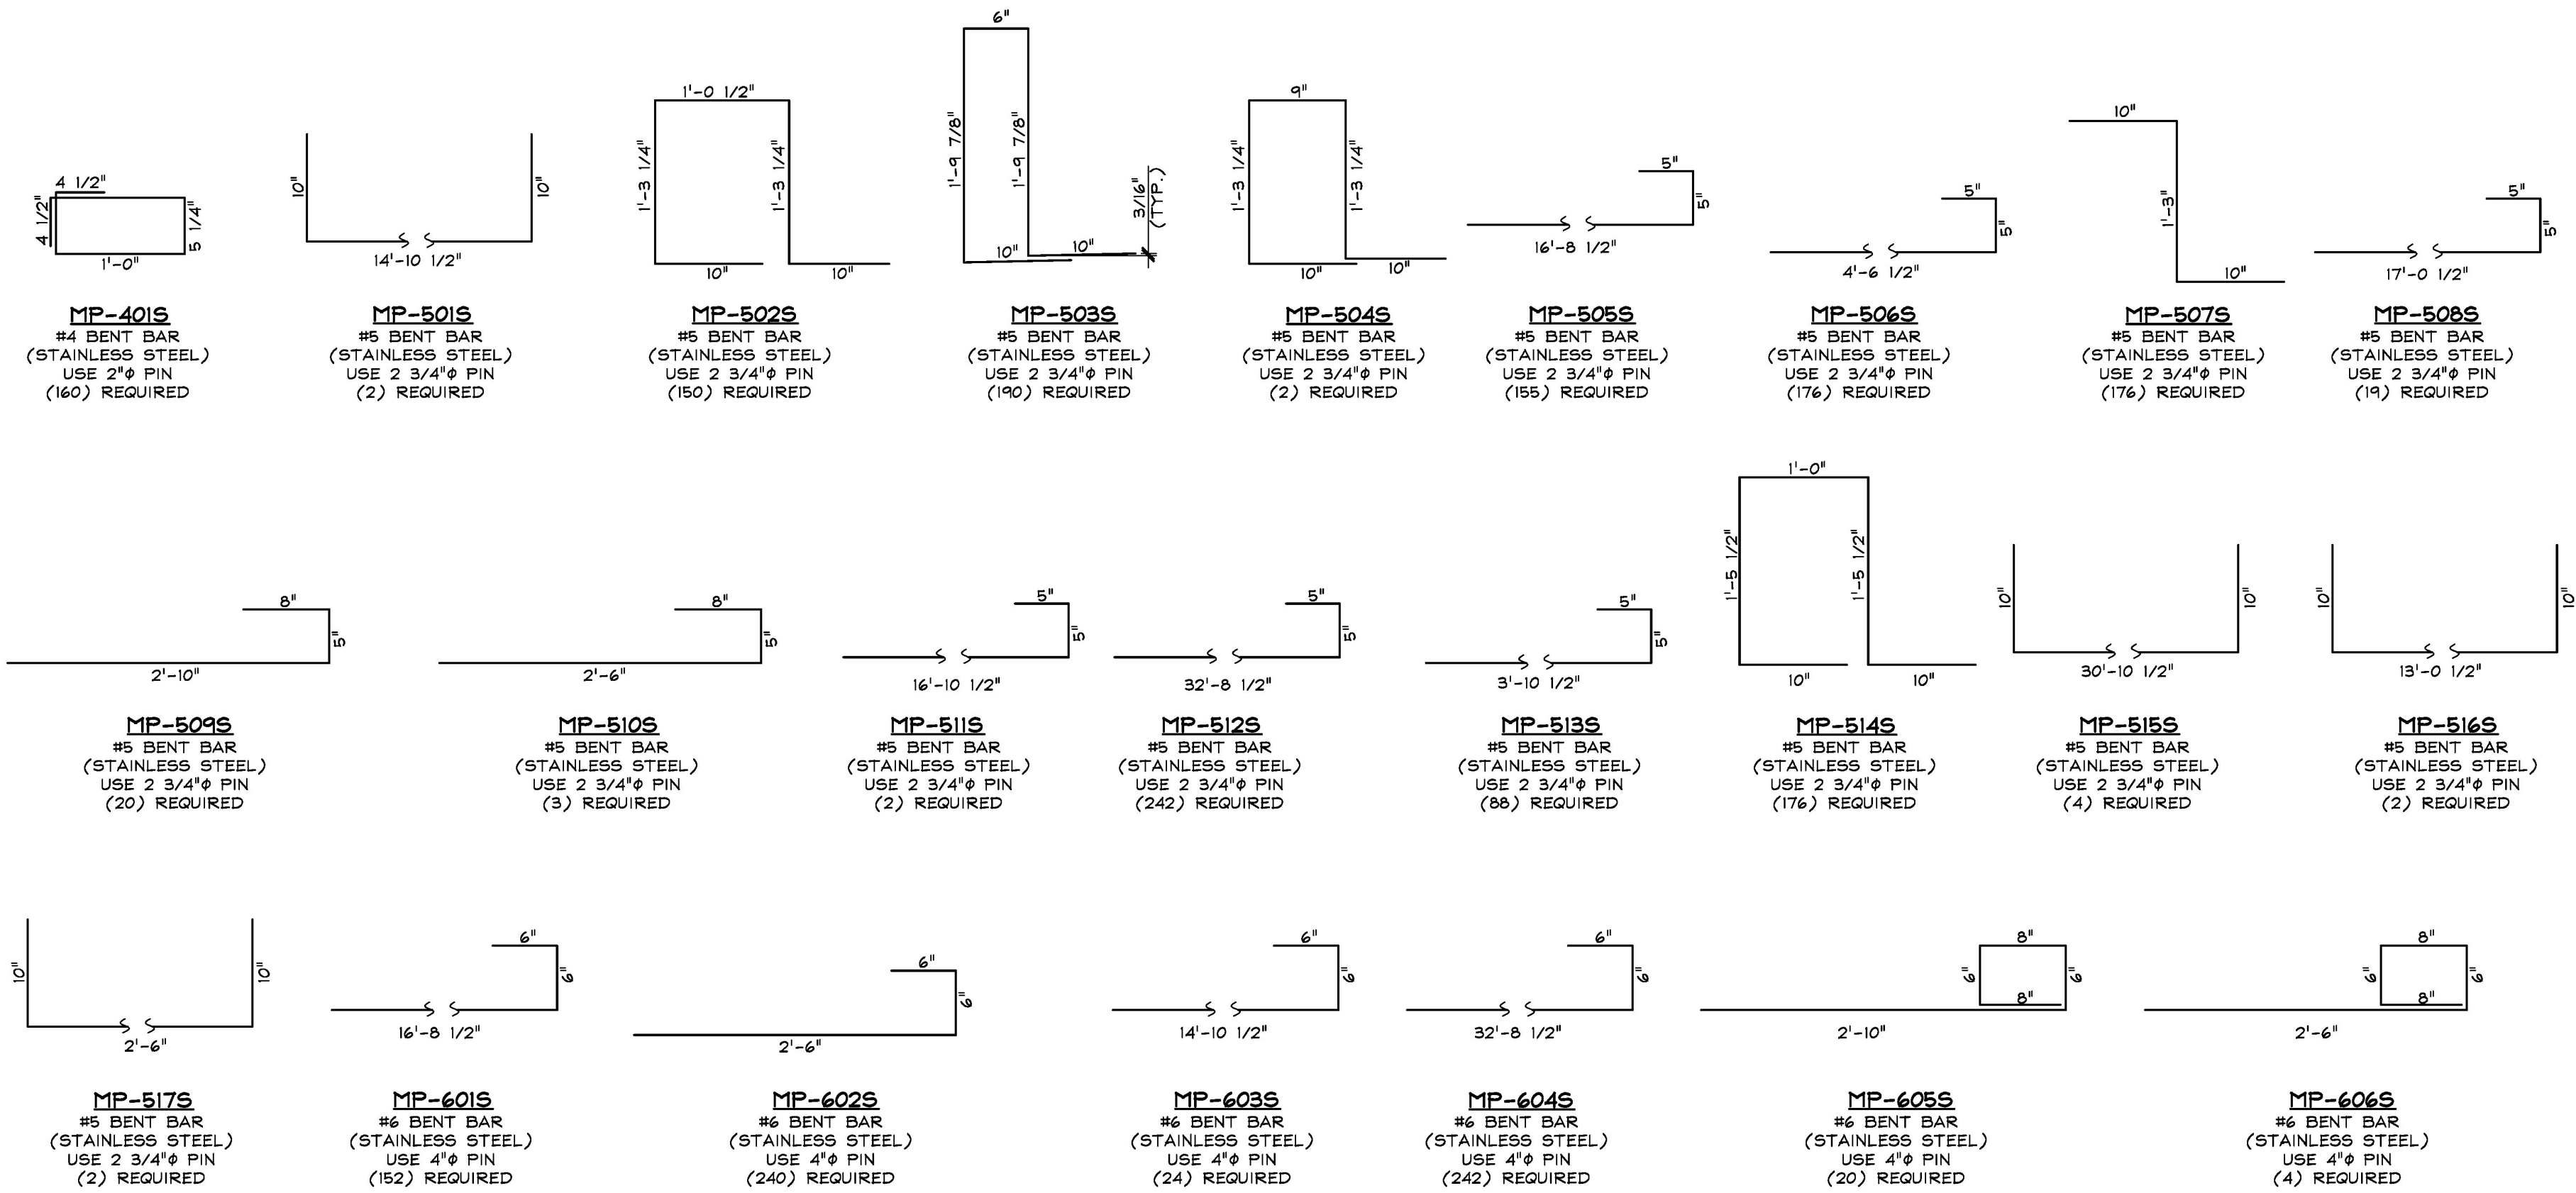 4 1/2"
4 1/2"
5 1/4"
1'-0"
MP-401S
#4 BENT BAR
(STAINLESS STEEL)
USE 2"φ PIN
(160) REQUIRED
10"
10"
14'-10 1/2"
MP-501S
#5 BENT BAR
(STAINLESS STEEL)
USE 2 3/4"φ PIN
(2) REQUIRED
1'-0 1/2"
1'-3 1/4"
1'-3 1/4"
10"
10"
MP-502S
#5 BENT BAR
(STAINLESS STEEL)
USE 2 3/4"φ PIN
(150) REQUIRED
6"
1'-9 7/8"
1'-9 7/8"
10"
10"
3/16"
(TYP.)
MP-503S
#5 BENT BAR
(STAINLESS STEEL)
USE 2 3/4"φ PIN
(190) REQUIRED
9"
1'-3 1/4"
1'-3 1/4"
10"
10"
MP-504S
#5 BENT BAR
(STAINLESS STEEL)
USE 2 3/4"φ PIN
(2) REQUIRED
5"
5"
16'-8 1/2"
MP-505S
#5 BENT BAR
(STAINLESS STEEL)
USE 2 3/4"φ PIN
(155) REQUIRED
5"
5"
4'-6 1/2"
MP-506S
#5 BENT BAR
(STAINLESS STEEL)
USE 2 3/4"φ PIN
(176) REQUIRED
10"
1'-3"
10"
MP-507S
#5 BENT BAR
(STAINLESS STEEL)
USE 2 3/4"φ PIN
(176) REQUIRED
5"
5"
17'-0 1/2"
MP-508S
#5 BENT BAR
(STAINLESS STEEL)
USE 2 3/4"φ PIN
(19) REQUIRED
8"
5"
2'-10"
MP-509S
#5 BENT BAR
(STAINLESS STEEL)
USE 2 3/4"φ PIN
(20) REQUIRED
8"
5"
2'-6"
MP-510S
#5 BENT BAR
(STAINLESS STEEL)
USE 2 3/4"φ PIN
(3) REQUIRED
5"
5"
16'-10 1/2"
MP-511S
#5 BENT BAR
(STAINLESS STEEL)
USE 2 3/4"φ PIN
(2) REQUIRED
5"
5"
32'-8 1/2"
MP-512S
#5 BENT BAR
(STAINLESS STEEL)
USE 2 3/4"φ PIN
(242) REQUIRED
5"
5"
3'-10 1/2"
MP-513S
#5 BENT BAR
(STAINLESS STEEL)
USE 2 3/4"φ PIN
(88) REQUIRED
1'-0"
1'-5 1/2"
1'-5 1/2"
10"
10"
MP-514S
#5 BENT BAR
(STAINLESS STEEL)
USE 2 3/4"φ PIN
(176) REQUIRED
10"
10"
30'-10 1/2"
MP-515S
#5 BENT BAR
(STAINLESS STEEL)
USE 2 3/4"φ PIN
(4) REQUIRED
10"
10"
13'-0 1/2"
MP-516S
#5 BENT BAR
(STAINLESS STEEL)
USE 2 3/4"φ PIN
(2) REQUIRED
10"
10"
2'-6"
MP-517S
#5 BENT BAR
(STAINLESS STEEL)
USE 2 3/4"φ PIN
(2) REQUIRED
6"
6"
16'-8 1/2"
MP-601S
#6 BENT BAR
(STAINLESS STEEL)
USE 4"φ PIN
(152) REQUIRED
6"
6"
2'-6"
MP-602S
#6 BENT BAR
(STAINLESS STEEL)
USE 4"φ PIN
(240) REQUIRED
6"
6"
14'-10 1/2"
MP-603S
#6 BENT BAR
(STAINLESS STEEL)
USE 4"φ PIN
(24) REQUIRED
6"
6"
32'-8 1/2"
MP-604S
#6 BENT BAR
(STAINLESS STEEL)
USE 4"φ PIN
(242) REQUIRED
8"
6"
6"
8"
2'-10"
MP-605S
#6 BENT BAR
(STAINLESS STEEL)
USE 4"φ PIN
(20) REQUIRED
8"
6"
6"
8"
2'-6"
MP-606S
#6 BENT BAR
(STAINLESS STEEL)
USE 4"φ PIN
(4) REQUIRED